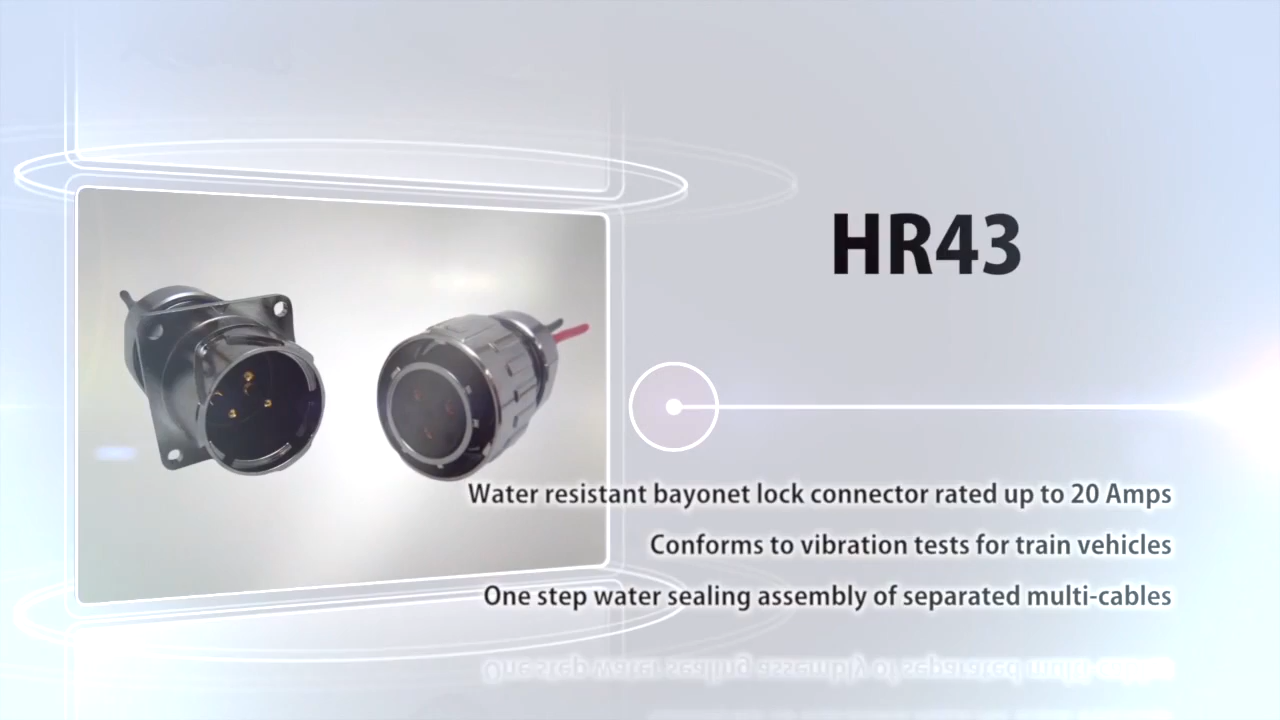 HR43
Water resistant bayonet lock connector rated up to 20 Amps
Conforms to vibration tests for train vehicles
One step water sealing assembly of separated multi-cables